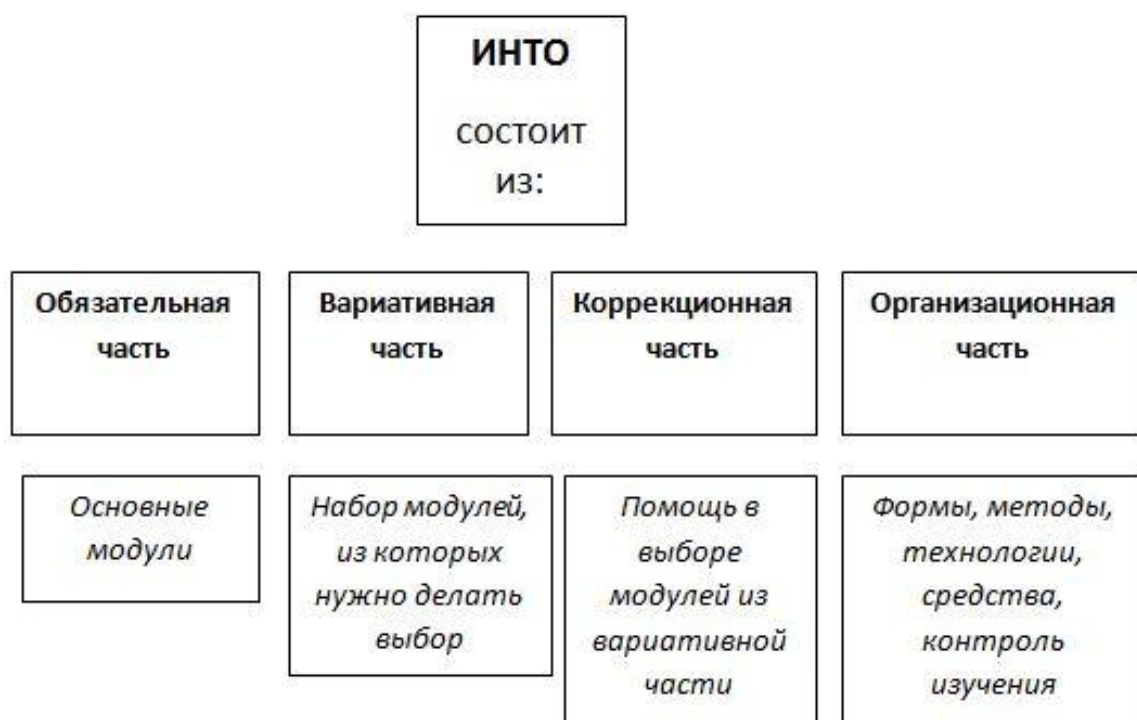 ИНТО
состоит
из:
Обязательная
часть
Вариативная
часть
Коррекционная
часть
Организационная
часть
Основные
модули
Набор модулей,
из которых
нужно делать
выбор
Помощь в
выборе
модулей из
вариативной
части
Формы, методы,
технологии,
средства,
контроль
изучения